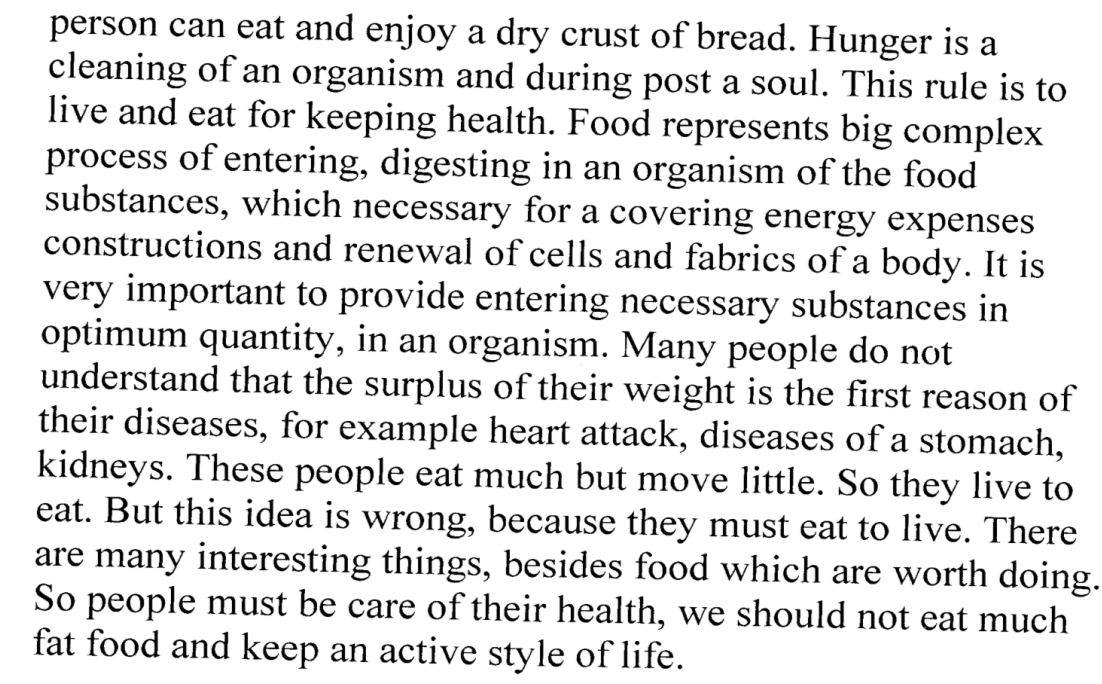 person can eat and enjoy a dry crust of bread. Hunger is a
cleaning of an organism and during post a soul. This rule is to
live and eat for keeping health. Food represents big complex
process of entering, digesting in an organism of the food
substances, which necessary for a covering energy expenses
constructions and renewal of cells and fabrics of a body. It is
very important to provide entering necessary substances in
optimum quantity, in an organism. Many people do not
understand that the surplus of their weight is the first reason of
their diseases, for example heart attack, diseases of a stomach,
kidneys. These people eat much but move little. So they live to
eat. But this idea is wrong, because they must eat to live. There
are many interesting things, besides food which are worth doing.
So people must be care of their health, we should not eat much
fat food and keep an active style of life.